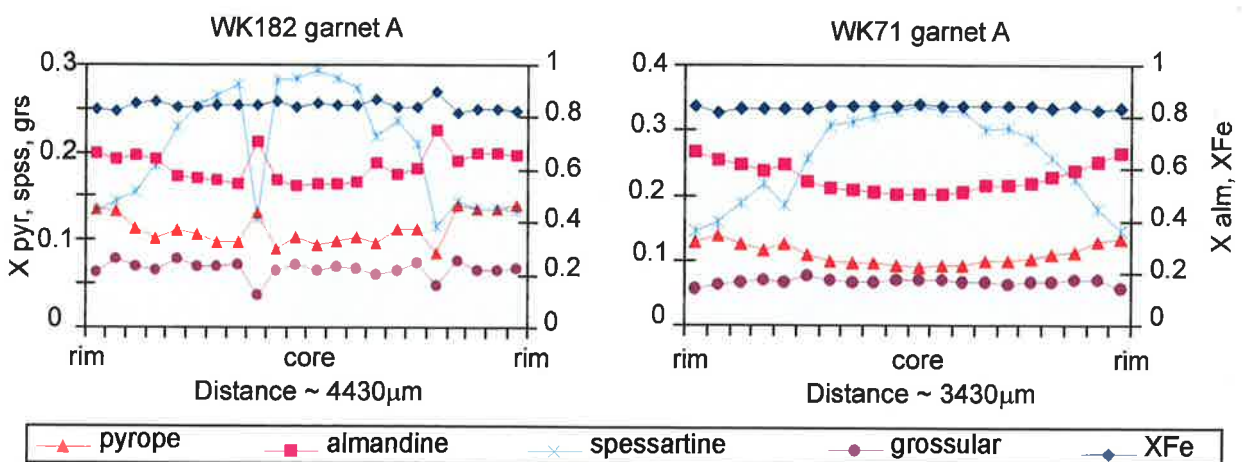 WK182 garnet A
WK71 garnet A
X pyr, spss, grs
0.3
0.2
0.1
0
1
0.8
0.6
0.4
0.2
0
0.4
0.3
0.2
0.1
0
1
0.8
0.6
0.4
0.2
0
X alm, XFe
rim core rim
rim core rim
Distance ~ 4430µm
Distance ~ 3430µm
pyrope almandine spessartine grossular XFe